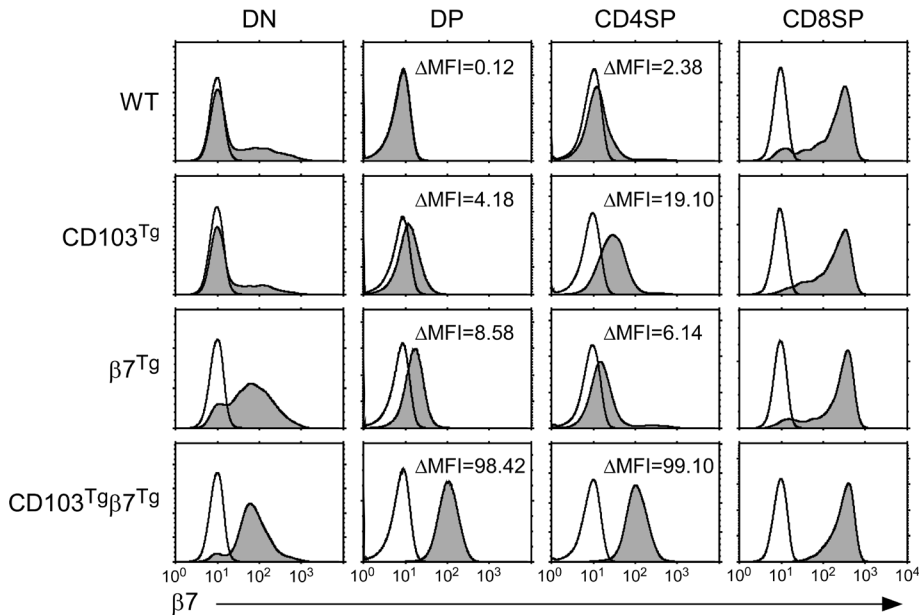 DN DP CD4SP CD8SP
WT ΔMFI=0.12 ΔMFI=2.38
CD103Tg ΔMFI=4.18 ΔMFI=19.10
β7Tg ΔMFI=8.58 ΔMFI=6.14
CD103Tgβ7Tg ΔMFI=98.42 ΔMFI=99.10
10⁰ 10¹ 10² 10³ 10⁰ 10¹ 10² 10³ 10⁰ 10¹ 10² 10³ 10⁰ 10¹ 10² 10³ 10⁴
β7